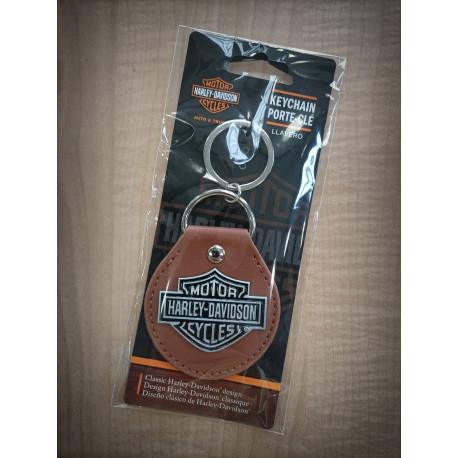 MOTOR
HARLEY-DAVIDSON
CYCLES
KEYCHAIN
PORTE-CLÉ
LLAVERO
MOTOR
HARLEY-DAVIDSON
CYCLES
Classic Harley-Davidson® design
Design Harley-Davidson® classique
Diseño clásico de Harley-Davidson®